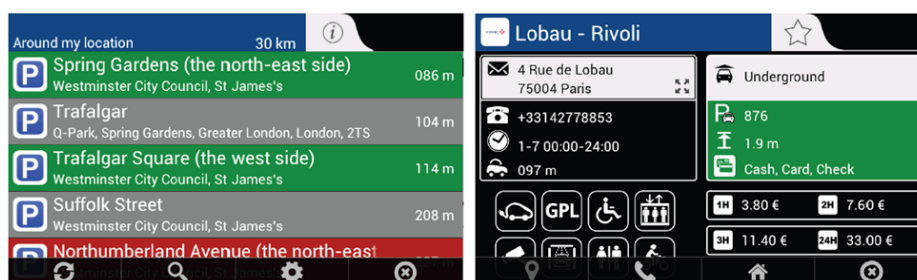 Around my location 30 km
Spring Gardens (the north-east side)
Westminster City Council, St James's
086 m
Trafalgar
Q-Park, Spring Gardens, Greater London, London, 2TS
104 m
Trafalgar Square (the west side)
Westminster City Council, St James's
114 m
Suffolk Street
Westminster City Council, St James's
208 m
Northumberland Avenue (the north-east
Lobau - Rivoli
4 Rue de Lobau
75004 Paris
+33142778853
1-7 00:00-24:00
097 m
Underground
876
1.9 m
Cash, Card, Check
GPL
1H 3.80 € 2H 7.60 €
3H 11.40 € 24H 33.00 €